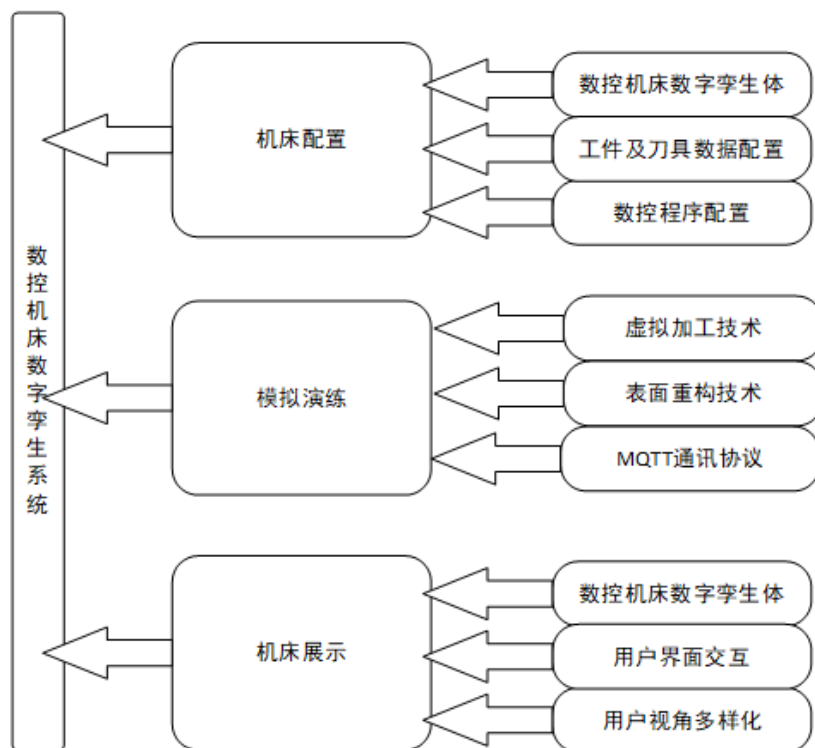 数控机床数字孪生系统
机床配置
数控机床数字孪生体
工件及刀具数据配置
数控程序配置
模拟演练
虚拟加工技术
表面重构技术
MQTT通讯协议
机床展示
数控机床数字孪生体
用户界面交互
用户视角多样化